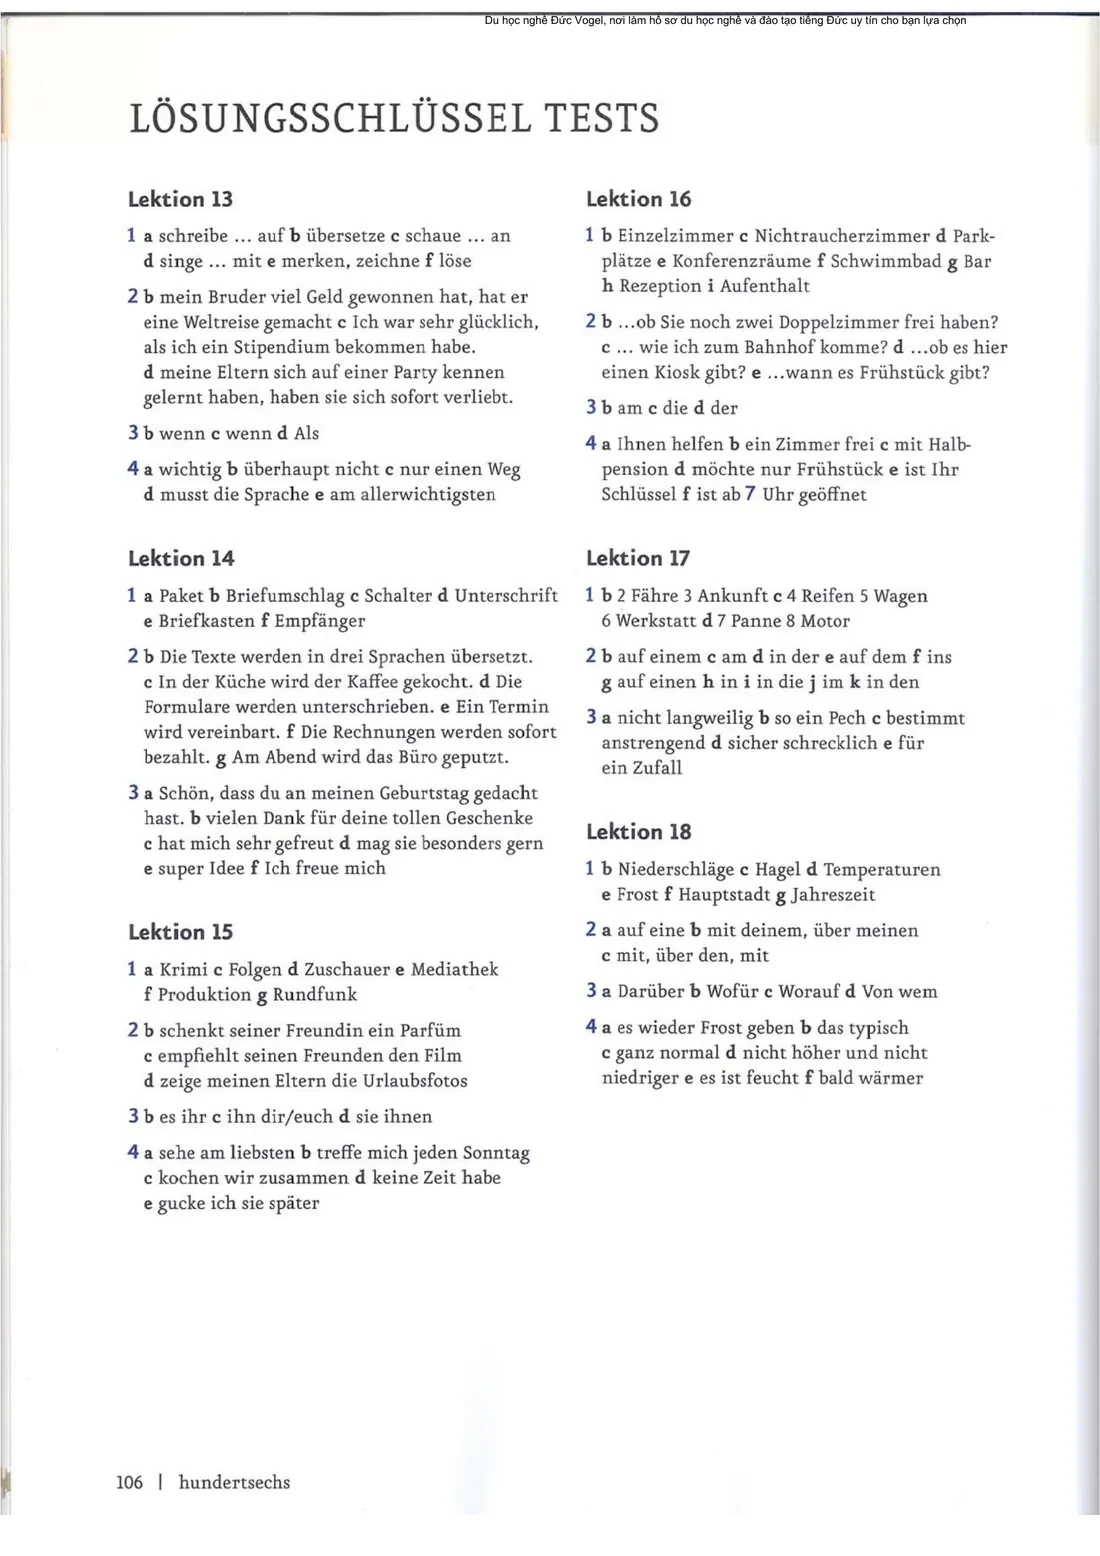 Du học nghề Đức Vogel, nơi làm hồ sơ du học nghề và đào tạo tiếng Đức uy tín cho bạn lựa chọn
LÖSUNGSSCHLÜSSEL TESTS
Lektion 13
1 a schreibe ... auf b übersetze c schaue ... an
d singe ... mit e merken, zeichne f löse
2 b mein Bruder viel Geld gewonnen hat, hat er
eine Weltreise gemacht c Ich war sehr glücklich,
als ich ein Stipendium bekommen habe.
d meine Eltern sich auf einer Party kennen
gelernt haben, haben sie sich sofort verliebt.
3 b wenn c wenn d Als
4 a wichtig b überhaupt nicht c nur einen Weg
d musst die Sprache e am allerwichtigsten
Lektion 14
1 a Paket b Briefumschlag c Schalter d Unterschrift
e Briefkasten f Empfänger
2 b Die Texte werden in drei Sprachen übersetzt.
c In der Küche wird der Kaffee gekocht. d Die
Formulare werden unterschrieben. e Ein Termin
wird vereinbart. f Die Rechnungen werden sofort
bezahlt. g Am Abend wird das Büro geputzt.
3 a Schön, dass du an meinen Geburtstag gedacht
hast. b vielen Dank für deine tollen Geschenke
c hat mich sehr gefreut d mag sie besonders gern
e super Idee f Ich freue mich
Lektion 15
1 a Krimi c Folgen d Zuschauer e Mediathek
f Produktion g Rundfunk
2 b schenkt seiner Freundin ein Parfüm
c empfiehlt seinen Freunden den Film
d zeige meinen Eltern die Urlaubsfotos
3 b es ihr c ihn dir/euch d sie ihnen
4 a sehe am liebsten b treffe mich jeden Sonntag
c kochen wir zusammen d keine Zeit habe
e gucke ich sie später
Lektion 16
1 b Einzelzimmer c Nichtraucherzimmer d Park-
plätze e Konferenzräume f Schwimmbad g Bar
h Rezeption i Aufenthalt
2 b ...ob Sie noch zwei Doppelzimmer frei haben?
c ... wie ich zum Bahnhof komme? d ...ob es hier
einen Kiosk gibt? e ...wann es Frühstück gibt?
3 b am c die d der
4 a Ihnen helfen b ein Zimmer frei c mit Halb-
pension d möchte nur Frühstück e ist Ihr
Schlüssel f ist ab 7 Uhr geöffnet
Lektion 17
1 b 2 Fähre 3 Ankunft c 4 Reifen 5 Wagen
6 Werkstatt d 7 Panne 8 Motor
2 b auf einem c am d in der e auf dem f ins
g auf einen h in i in die j im k in den
3 a nicht langweilig b so ein Pech c bestimmt
anstrengend d sicher schrecklich e für
ein Zufall
Lektion 18
1 b Niederschläge c Hagel d Temperaturen
e Frost f Hauptstadt g Jahreszeit
2 a auf eine b mit deinem, über meinen
c mit, über den, mit
3 a Darüber b Wofür c Worauf d Von wem
4 a es wieder Frost geben b das typisch
c ganz normal d nicht höher und nicht
niedriger e es ist feucht f bald wärmer
106 | hundertsechs